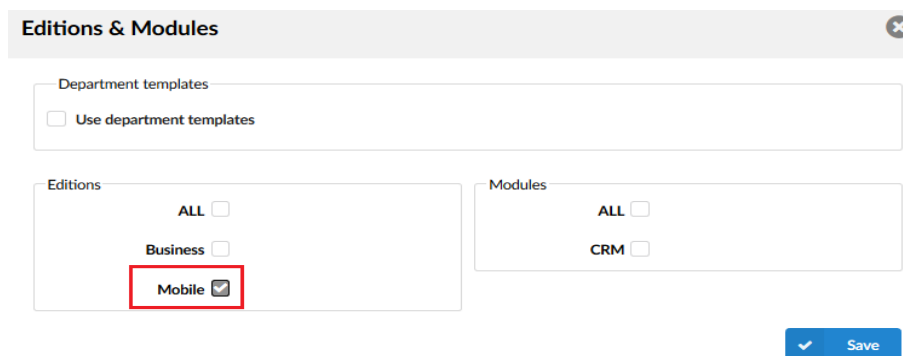 Editions & Modules
Department templates
Use department templates
Editions
ALL
Business
Mobile
Modules
ALL
CRM
Save